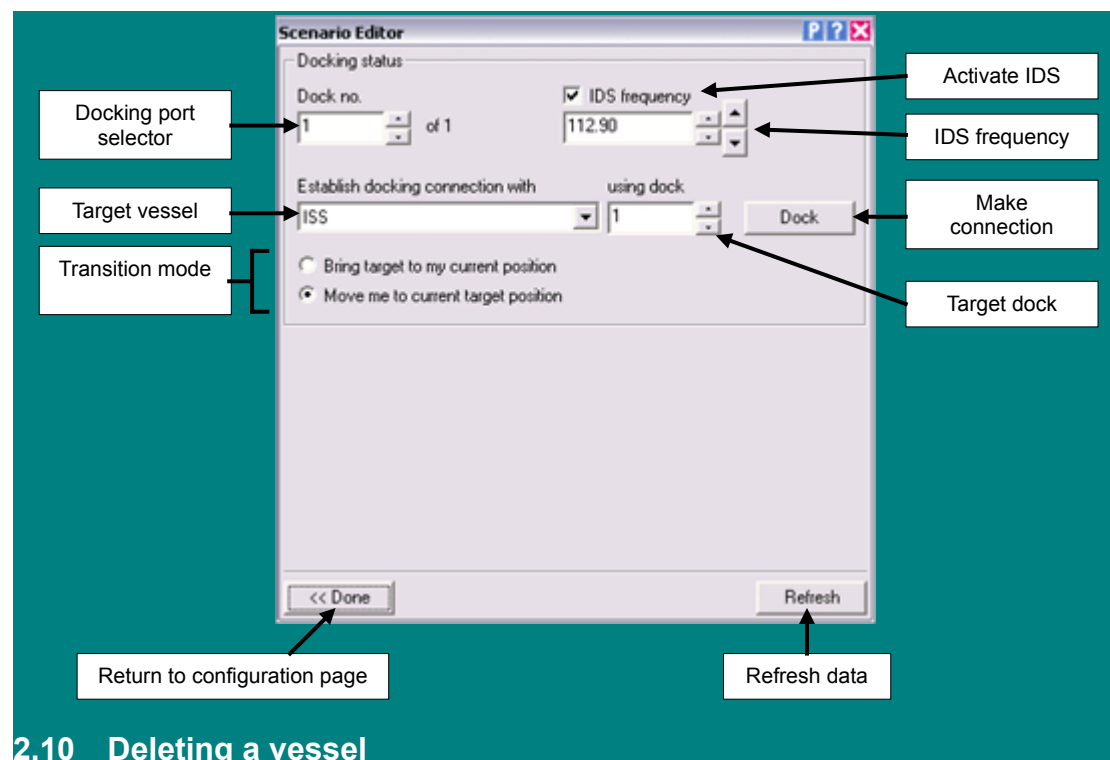 Scenario Editor
P ? X
Docking status
Activate IDS
Dock no.
IDS frequency
Docking port
selector
1
of 1
112.90
IDS frequency
Establish docking connection with
using dock
Target vessel
ISS
1
Dock
Make
connection
Transition mode
Bring target to my current position
Move me to current target position
Target dock
<< Done
Refresh
Return to configuration page
Refresh data
2.10 Deleting a vessel